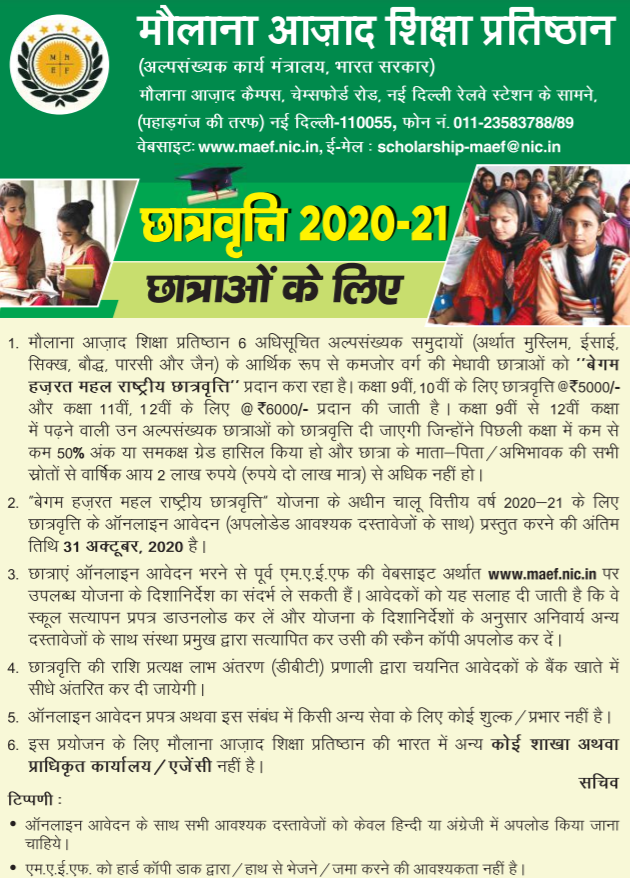 मौलाना आज़ाद शिक्षा प्रतिष्ठान
(अल्पसंख्यक कार्य मंत्रालय, भारत सरकार)
मौलाना आज़ाद कैम्पस, चेम्सफोर्ड रोड, नई दिल्ली रेलवे स्टेशन के सामने,
(पहाड़गंज की तरफ) नई दिल्ली-110055, फोन नं. 011-23583788/89
वेबसाइटः www.maef.nic.in, ई-मेल : scholarship-maef@nic.in
M N
E F
छात्रवृत्ति 2020-21
छात्राओं के लिए
1. मौलाना आज़ाद शिक्षा प्रतिष्ठान 6 अधिसूचित अल्पसंख्यक समुदायों (अर्थात मुस्लिम, ईसाई,
सिक्ख, बौद्ध, पारसी और जैन) के आर्थिक रूप से कमजोर वर्ग की मेधावी छात्राओं को ''बेगम
हज़रत महल राष्ट्रीय छात्रवृत्ति'' प्रदान करा रहा है। कक्षा 9वीं,10वीं के लिए छात्रवृत्ति @₹5000/-
और कक्षा 11वीं, 12वीं के लिए @ ₹6000/- प्रदान की जाती है । कक्षा 9वीं से 12वीं कक्षा
में पढ़ने वाली उन अल्पसंख्यक छात्राओं को छात्रवृत्ति दी जाएगी जिन्होंने पिछली कक्षा में कम से
कम 50% अंक या समकक्ष ग्रेड हासिल किया हो और छात्रा के माता–पिता/अभिभावक की सभी
स्रोतों से वार्षिक आय 2 लाख रुपये (रुपये दो लाख मात्र) से अधिक नहीं हो।
2. "बेगम हज़रत महल राष्ट्रीय छात्रवृत्ति" योजना के अधीन चालू वित्तीय वर्ष 2020–21 के लिए
छात्रवृत्ति के ऑनलाइन आवेदन (अपलोडेड आवश्यक दस्तावेजों के साथ) प्रस्तुत करने की अंतिम
तिथि 31 अक्टूबर, 2020 है।
3. छात्राएं ऑनलाइन आवेदन भरने से पूर्व एम.ए.ई.एफ की वेबसाइट अर्थात www.maef.nic.in पर
उपलब्ध योजना के दिशानिर्देश का संदर्भ ले सकती हैं। आवेदकों को यह सलाह दी जाती है कि वे
स्कूल सत्यापन प्रपत्र डाउनलोड कर लें और योजना के दिशानिर्देशों के अनुसार अनिवार्य अन्य
दस्तावेजों के साथ संस्था प्रमुख द्वारा सत्यापित कर उसी की स्कैन कॉपी अपलोड कर दें।
4. छात्रवृत्ति की राशि प्रत्यक्ष लाभ अंतरण (डीबीटी) प्रणाली द्वारा चयनित आवेदकों के बैंक खाते में
सीधे अंतरित कर दी जायेगी।
5. ऑनलाइन आवेदन प्रपत्र अथवा इस संबंध में किसी अन्य सेवा के लिए कोई शुल्क/प्रभार नहीं है।
6. इस प्रयोजन के लिए मौलाना आज़ाद शिक्षा प्रतिष्ठान की भारत में अन्य कोई शाखा अथवा
प्राधिकृत कार्यालय/एजेंसी नहीं है।
सचिव
टिप्पणी :
• ऑनलाइन आवेदन के साथ सभी आवश्यक दस्तावेजों को केवल हिन्दी या अंग्रेजी में अपलोड किया जाना
चाहिये।
• एम.ए.ई.एफ. को हार्ड कॉपी डाक द्वारा/हाथ से भेजने/जमा करने की आवश्यकता नहीं है।